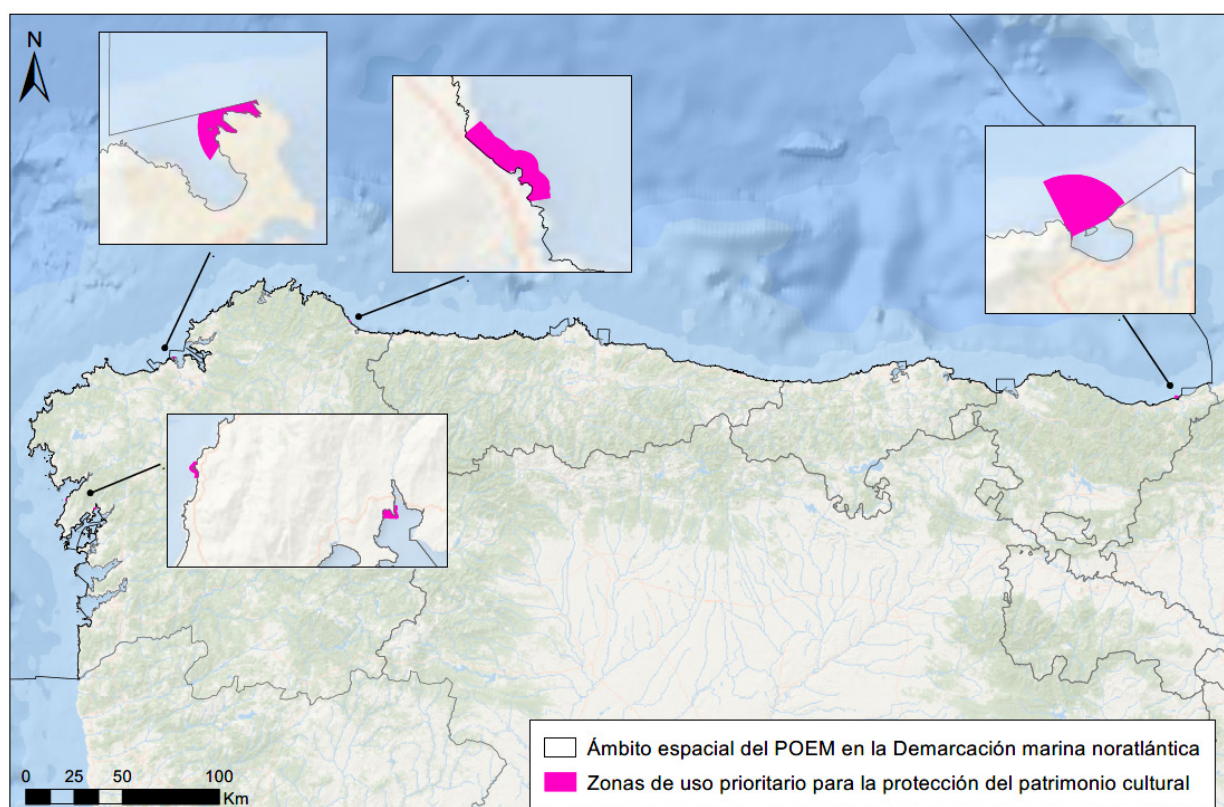 N
Ámbito espacial del POEM en la Demarcación marina noratlántica
Zonas de uso prioritario para la protección del patrimonio cultural
0 25 50 100
Km